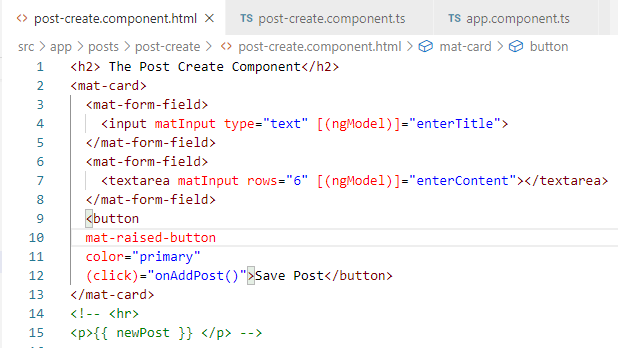 post-create.component.html × TS post-create.component.ts TS app.component.ts
src > app > posts > post-create > <> post-create.component.html > mat-card > button
1 <h2> The Post Create Component</h2>
2 <mat-card>
3 <mat-form-field>
4 <input matInput type="text" [(ngModel)]="enterTitle">
5 </mat-form-field>
6 <mat-form-field>
7 <textarea matInput rows="6" [(ngModel)]="enterContent"></textarea>
8 </mat-form-field>
9 <button
10 mat-raised-button
11 color="primary"
12 (click)="onAddPost()">Save Post</button>
13 </mat-card>
14 <!-- <hr>
15 <p>{{ newPost }} </p> -->